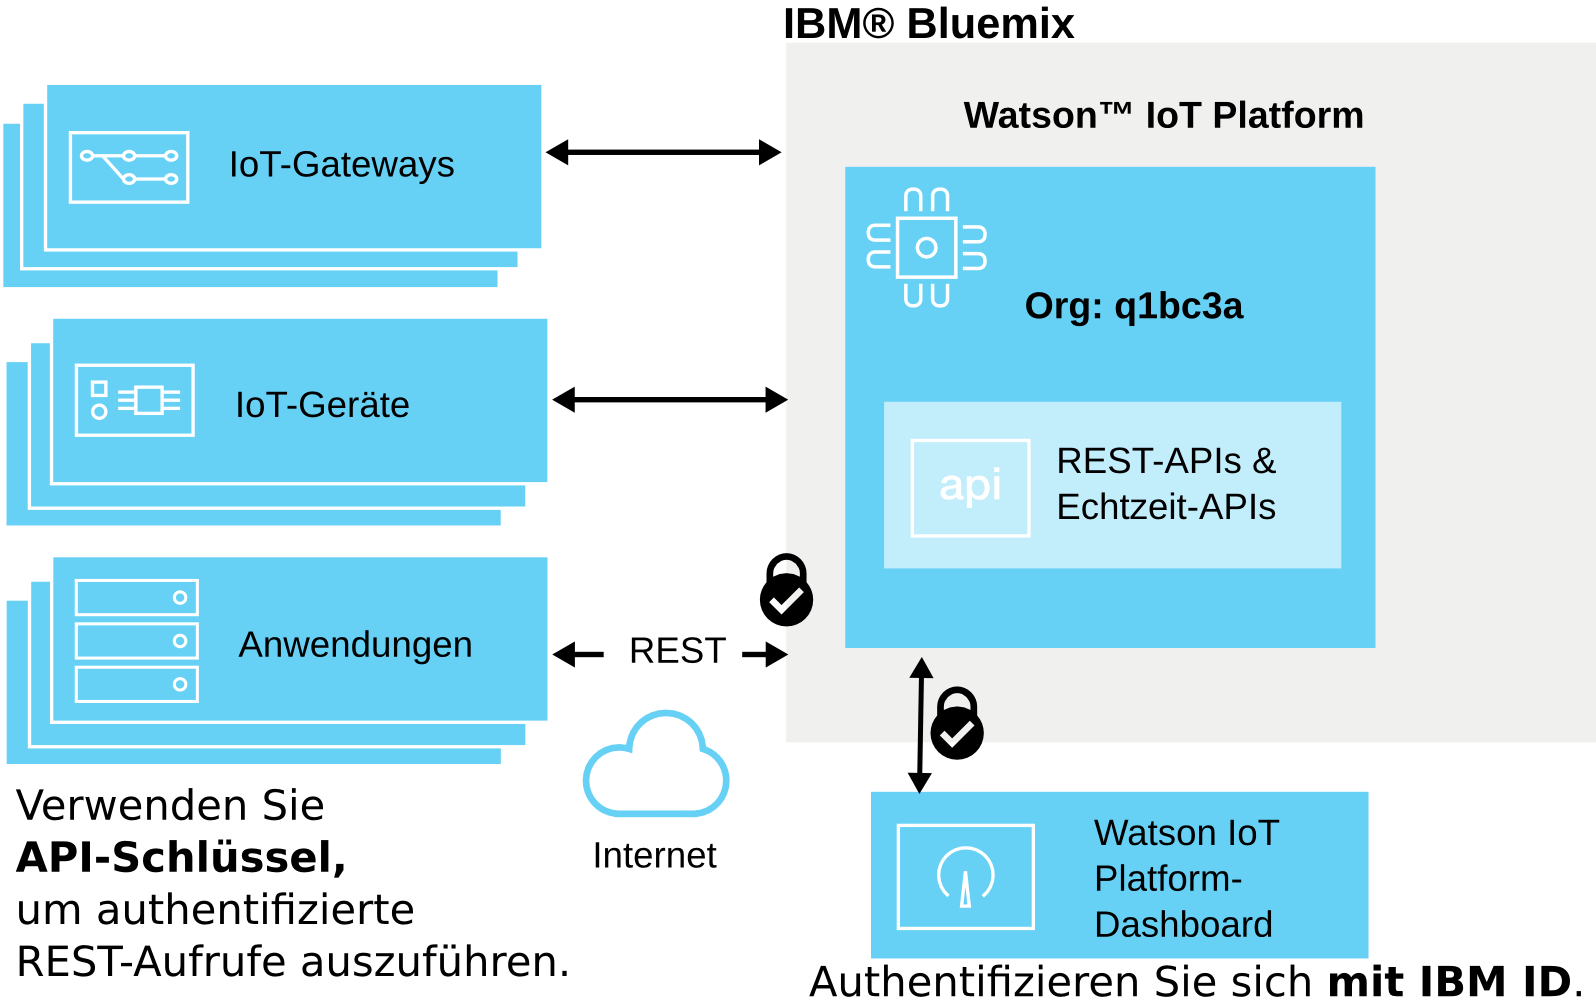 IBM® Bluemix
Watson™ IoT Platform
IoT-Gateways
Org: q1bc3a
IoT-Geräte
api
REST-APIs &
Echtzeit-APIs
Anwendungen
REST
Internet
Verwenden Sie
API-Schlüssel,
um authentifizierte
REST-Aufrufe auszuführen.
Watson IoT
Platform-
Dashboard
Authentifizieren Sie sich mit IBM ID.